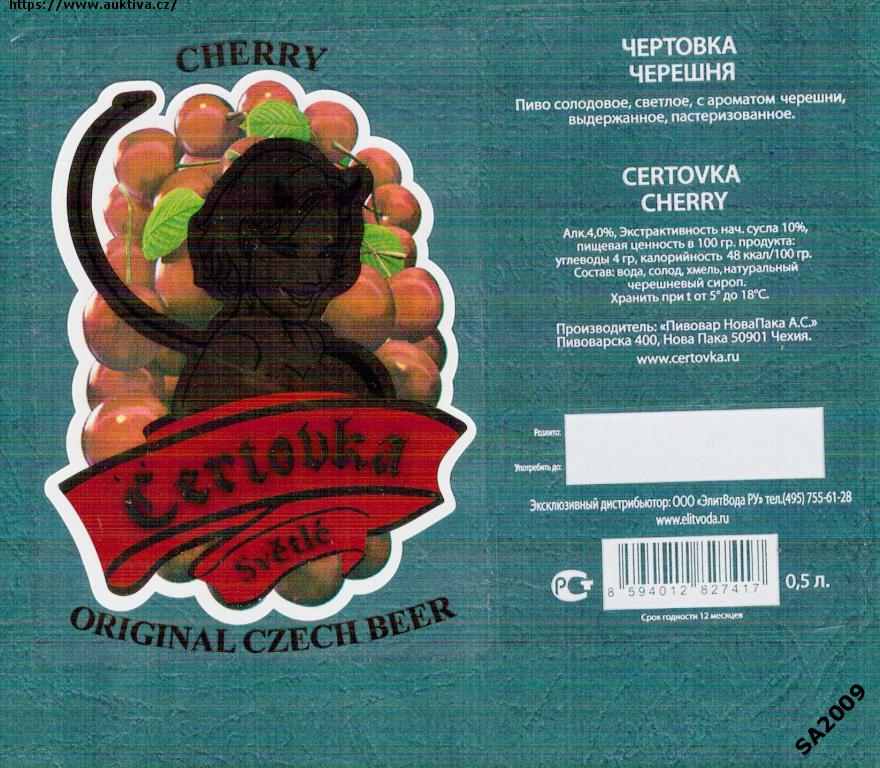 https://www.auktiva.cz/
CHERRY
Čertovka
Světlé
ORIGINAL CZECH BEER
ЧЕРТОВКА
ЧЕРЕШНЯ
Пиво солодовое, светлое, с ароматом черешни,
выдержанное, пастеризованное.
CERTOVKA
CHERRY
Алк.4,0%, Экстрактивность нач. сусла 10%,
пищевая ценность в 100 гр. продукта:
углеводы 4 гр, калорийность 48 ккал/100 гр.
Состав: вода, солод, хмель, натуральный
черешневый сироп.
Хранить при t от 5° до 18°С.
Производитель: «Пивовар НоваПака А.С.»
Пивоварска 400, Нова Пака 50901 Чехия.
www.certovka.ru
Розлито:
Употребить до:
Эксклюзивный дистрибьютор: ООО «ЭлитВода РУ» тел.(495) 755-61-28
www.elitvoda.ru
РСТ
8 594012 827417
0,5 л.
Срок годности 12 месяцев
SA2009